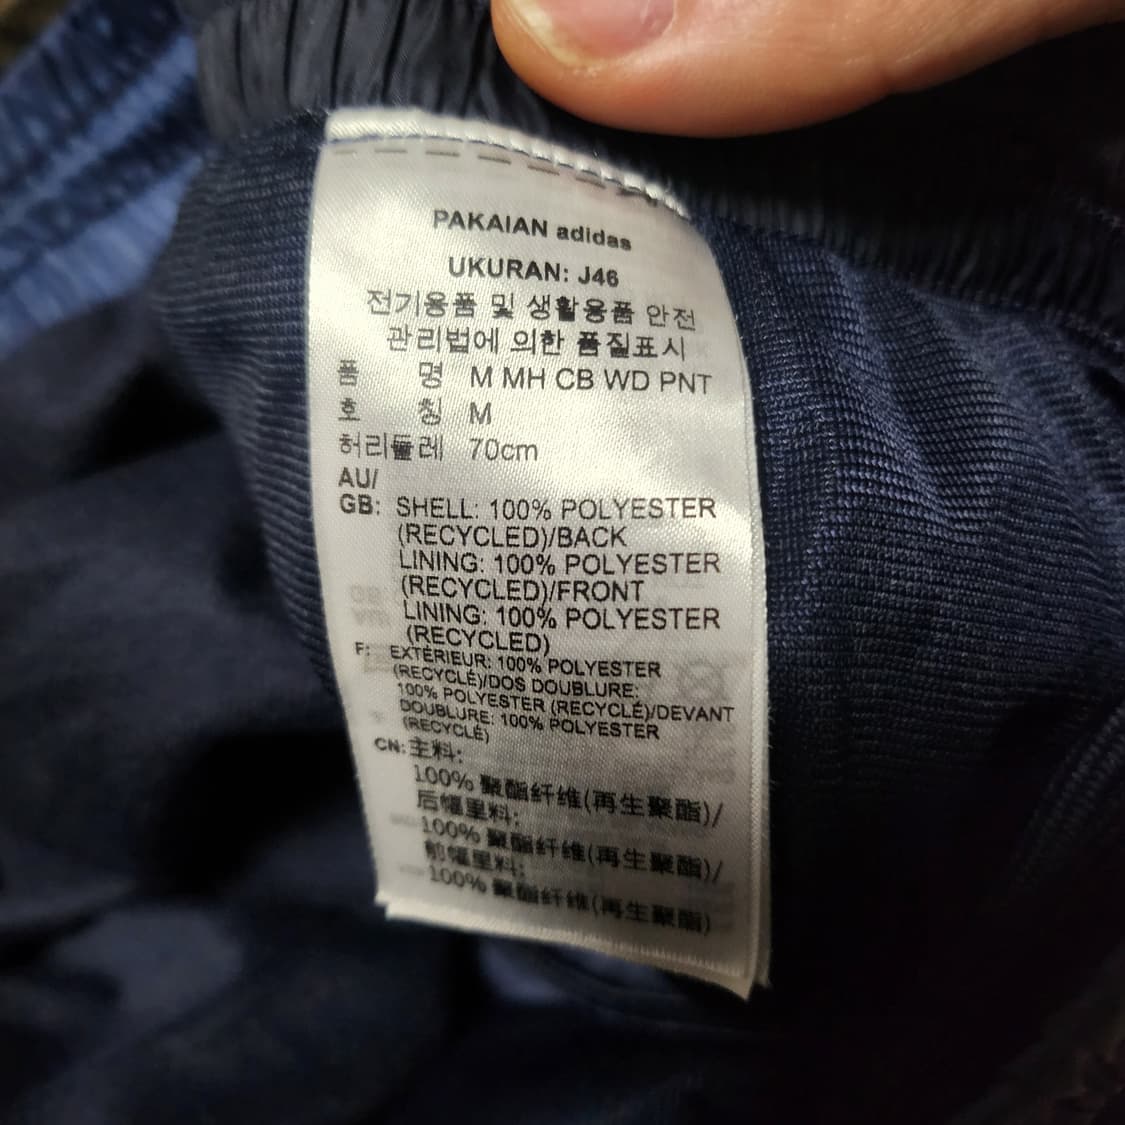 PAKAIAN adidas
UKURAN: J46
전기용품 및 생활용품 안전
관리법에 의한 품질표시
품 명 M MH CB WD PNT
호 칭 M
허리둘레 70cm
AU/
GB: SHELL: 100% POLYESTER
(RECYCLED)/BACK
LINING: 100% POLYESTER
(RECYCLED)/FRONT
LINING: 100% POLYESTER
(RECYCLED)
F: EXTÉRIEUR: 100% POLYESTER
(RECYCLÉ)/DOS DOUBLURE:
100% POLYESTER (RECYCLÉ)/DEVANT
DOUBLURE: 100% POLYESTER
(RECYCLÉ)
CN: 主料:
100% 聚酯纤维(再生聚酯)/
后幅里料:
100% 聚酯纤维(再生聚酯)/
前幅里料:
100% 聚酯纤维(再生聚酯)